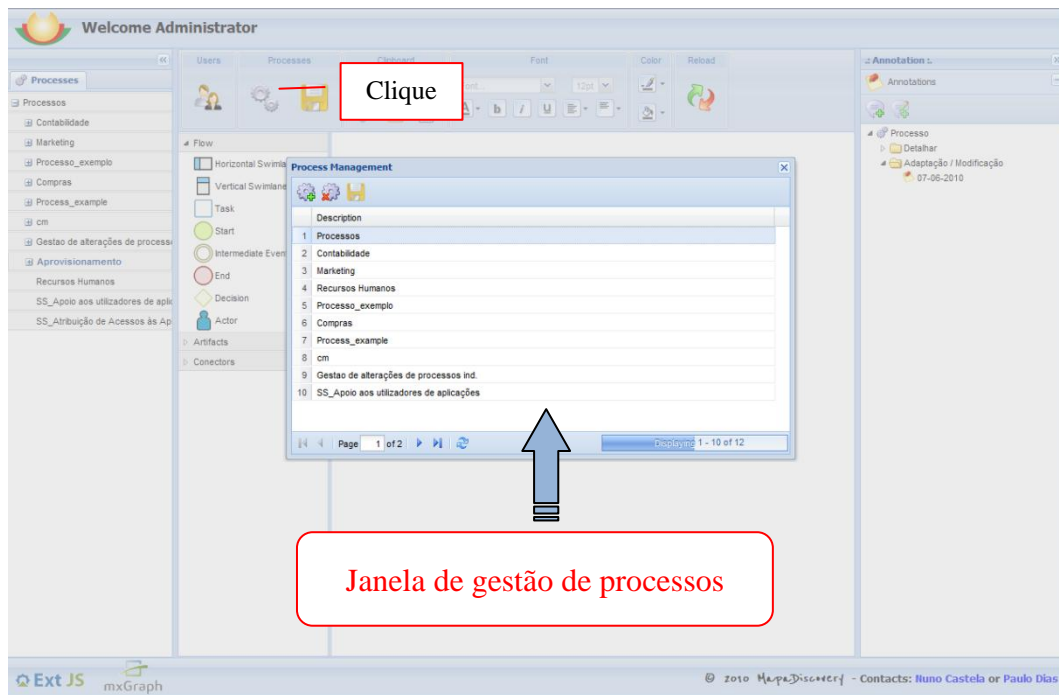 Welcome Administrator
Processes
Processos
Contabilidade
Marketing
Processo_exemplo
Compras
Process_example
cm
Gestao de alterações de process
Aprovisionamento
Recursos Humanos
SS_Apoio aos utilizadores de aplic
SS_Atribuição de Acessos às Ap
Users Processes Clipboard Font Color Reload
Clique
12pt
A b I U
Flow
Horizontal Swimla
Vertical Swimlane
Task
Start
Intermediate Even
End
Decision
Actor
Artifacts
Conectors
Process Management
Description
1 Processos
2 Contabilidade
3 Marketing
4 Recursos Humanos
5 Processo_exemplo
6 Compras
7 Process_example
8 cm
9 Gestao de alterações de processos ind.
10 SS_Apoio aos utilizadores de aplicações
Page 1 of 2
Displaying 1 - 10 of 12
Janela de gestão de processos
.: Annotation :.
Annotations
Processo
Detalhar
Adaptação / Modificação
07-06-2010
Ext JS
mxGraph
© 2010 MapaDiscovery - Contacts: Nuno Castela or Paulo Dias